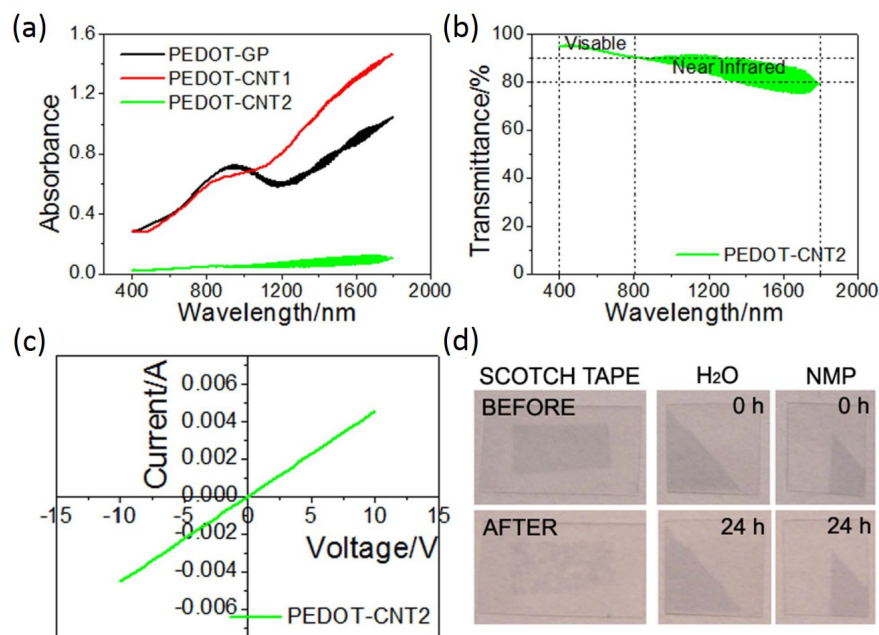 (a)
1.6
1.2
0.8
0.4
0.0
Absorbance
PEDOT-GP
PEDOT-CNT1
PEDOT-CNT2
400 800 1200 1600 2000
Wavelength/nm
(b)
100
80
60
40
20
0
Transmittance/%
Visable
Near Infrared
PEDOT-CNT2
400 800 1200 1600 2000
Wavelength/nm
(c)
Current/A
0.006
0.004
0.002
0.000
-0.002
-0.004
-0.006
-15 -10 -5 0 5 10 15
Voltage/V
PEDOT-CNT2
(d)
SCOTCH TAPE H₂O NMP
BEFORE 0 h 0 h
AFTER 24 h 24 h